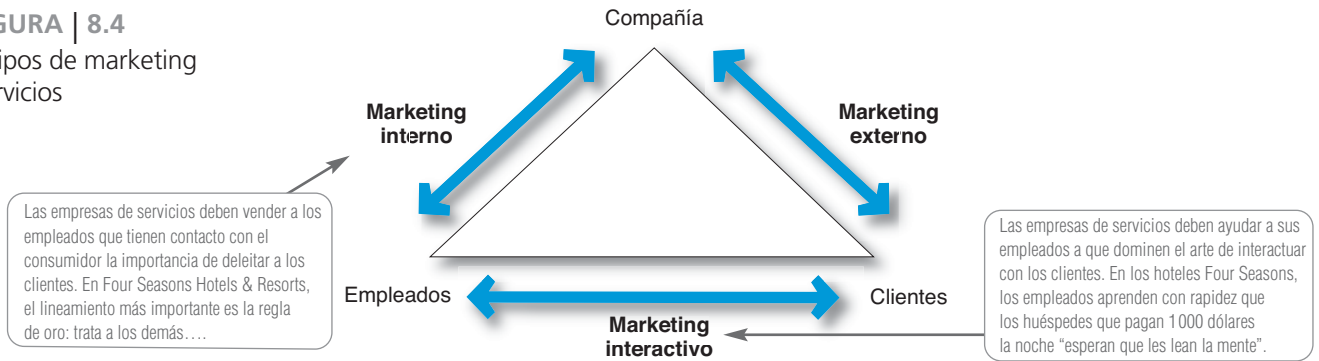 GURA | 8.4
ipos de marketing
rvicios
Compañía
Marketing
interno
Marketing
externo
Las empresas de servicios deben vender a los
empleados que tienen contacto con el
consumidor la importancia de deleitar a los
clientes. En Four Seasons Hotels & Resorts,
el lineamiento más importante es la regla
de oro: trata a los demás….
Empleados
Clientes
Marketing
interactivo
Las empresas de servicios deben ayudar a sus
empleados a que dominen el arte de interactuar
con los clientes. En los hoteles Four Seasons,
los empleados aprenden con rapidez que
los huéspedes que pagan 1000 dólares
la noche “esperan que les lean la mente”.